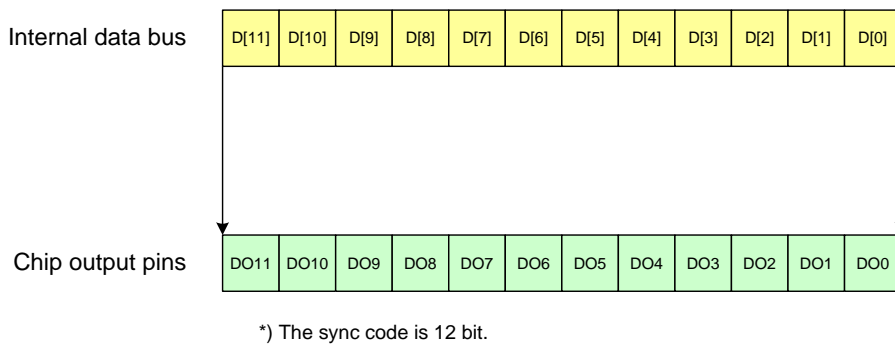 Internal data bus D[11] D[10] D[9] D[8] D[7] D[6] D[5] D[4] D[3] D[2] D[1] D[0]
Chip output pins DO11 DO10 DO9 DO8 DO7 DO6 DO5 DO4 DO3 DO2 DO1 DO0
*) The sync code is 12 bit.